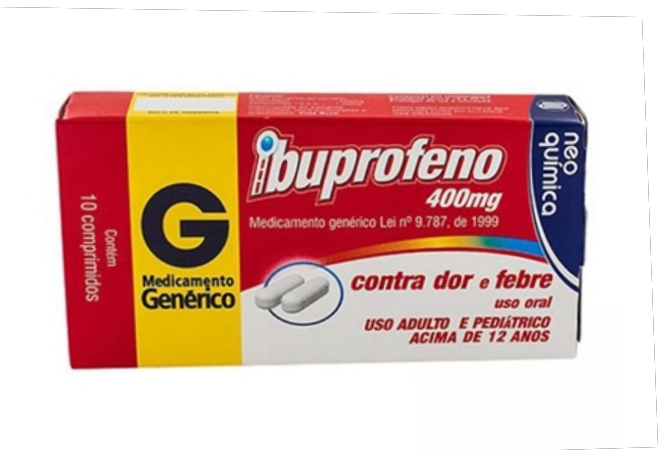 Contém
10 comprimidos
G
Medicamento
Genérico
ibuprofeno
400mg
Medicamento genérico Lei nº 9.787, de 1999
contra dor e febre
uso oral
USO ADULTO E PEDIÁTRICO
ACIMA DE 12 ANOS
neo
química